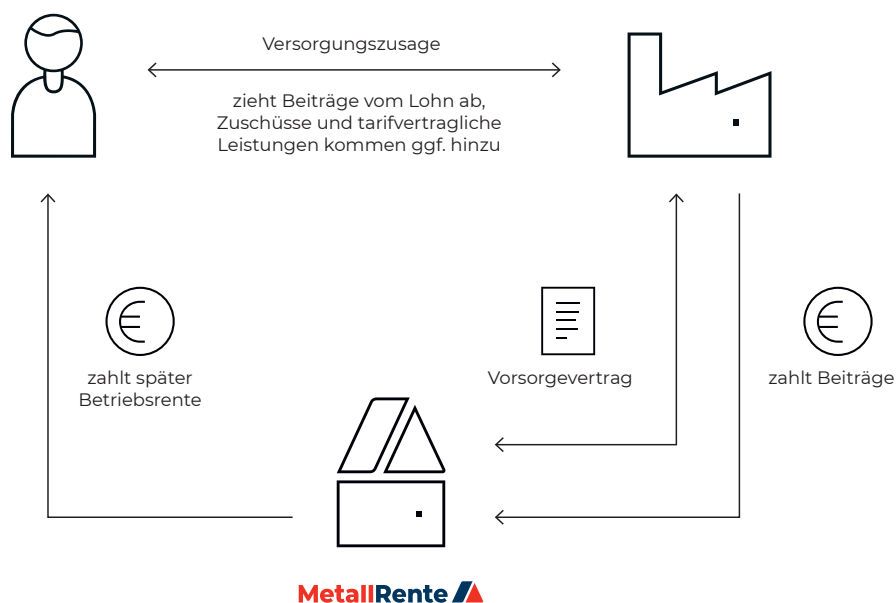 Versorgungszusage
zieht Beiträge vom Lohn ab,
Zuschüsse und tarifvertragliche
Leistungen kommen ggf. hinzu
zahlt später
Betriebsrente
Vorsorgevertrag
zahlt Beiträge
MetallRente